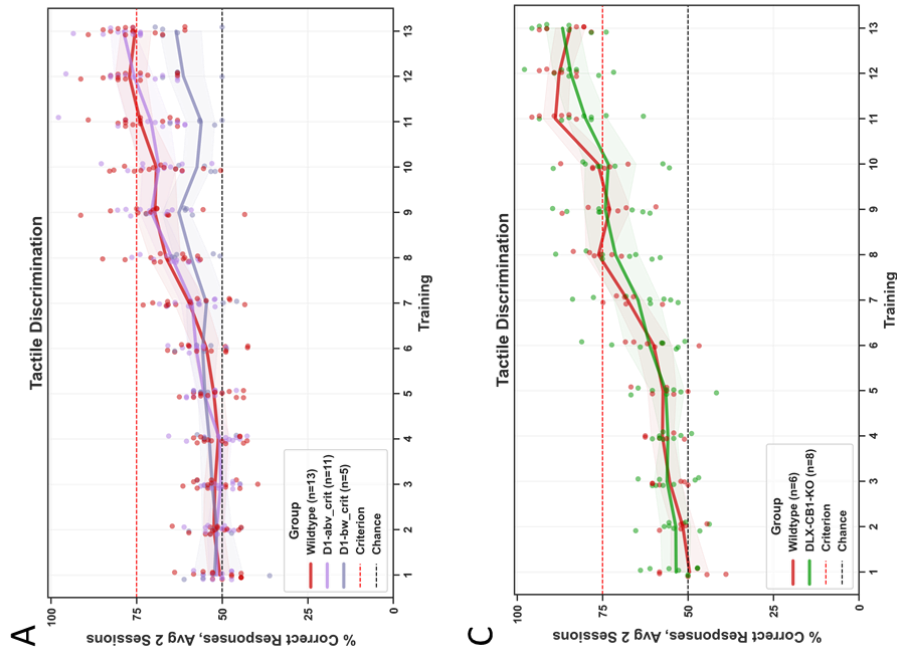 A
Tactile Discrimination
% Correct Responses, Avg 2 Sessions
100
75
50
25
0
Group
Wildtype (n=13)
D1-abv_crit (n=11)
D1-bw_crit (n=5)
Criterion
Chance
1 2 3 4 5 6 7 8 9 10 11 12 13
Training
C
Tactile Discrimination
% Correct Responses, Avg 2 Sessions
100
75
50
25
0
Group
Wildtype (n=6)
DLX-CB1-KO (n=8)
Criterion
Chance
1 2 3 4 5 6 7 8 9 10 11 12 13
Training